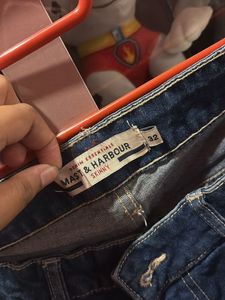 DENIM ESSENTIALS
MAST & HARBOUR
SKINNY
32